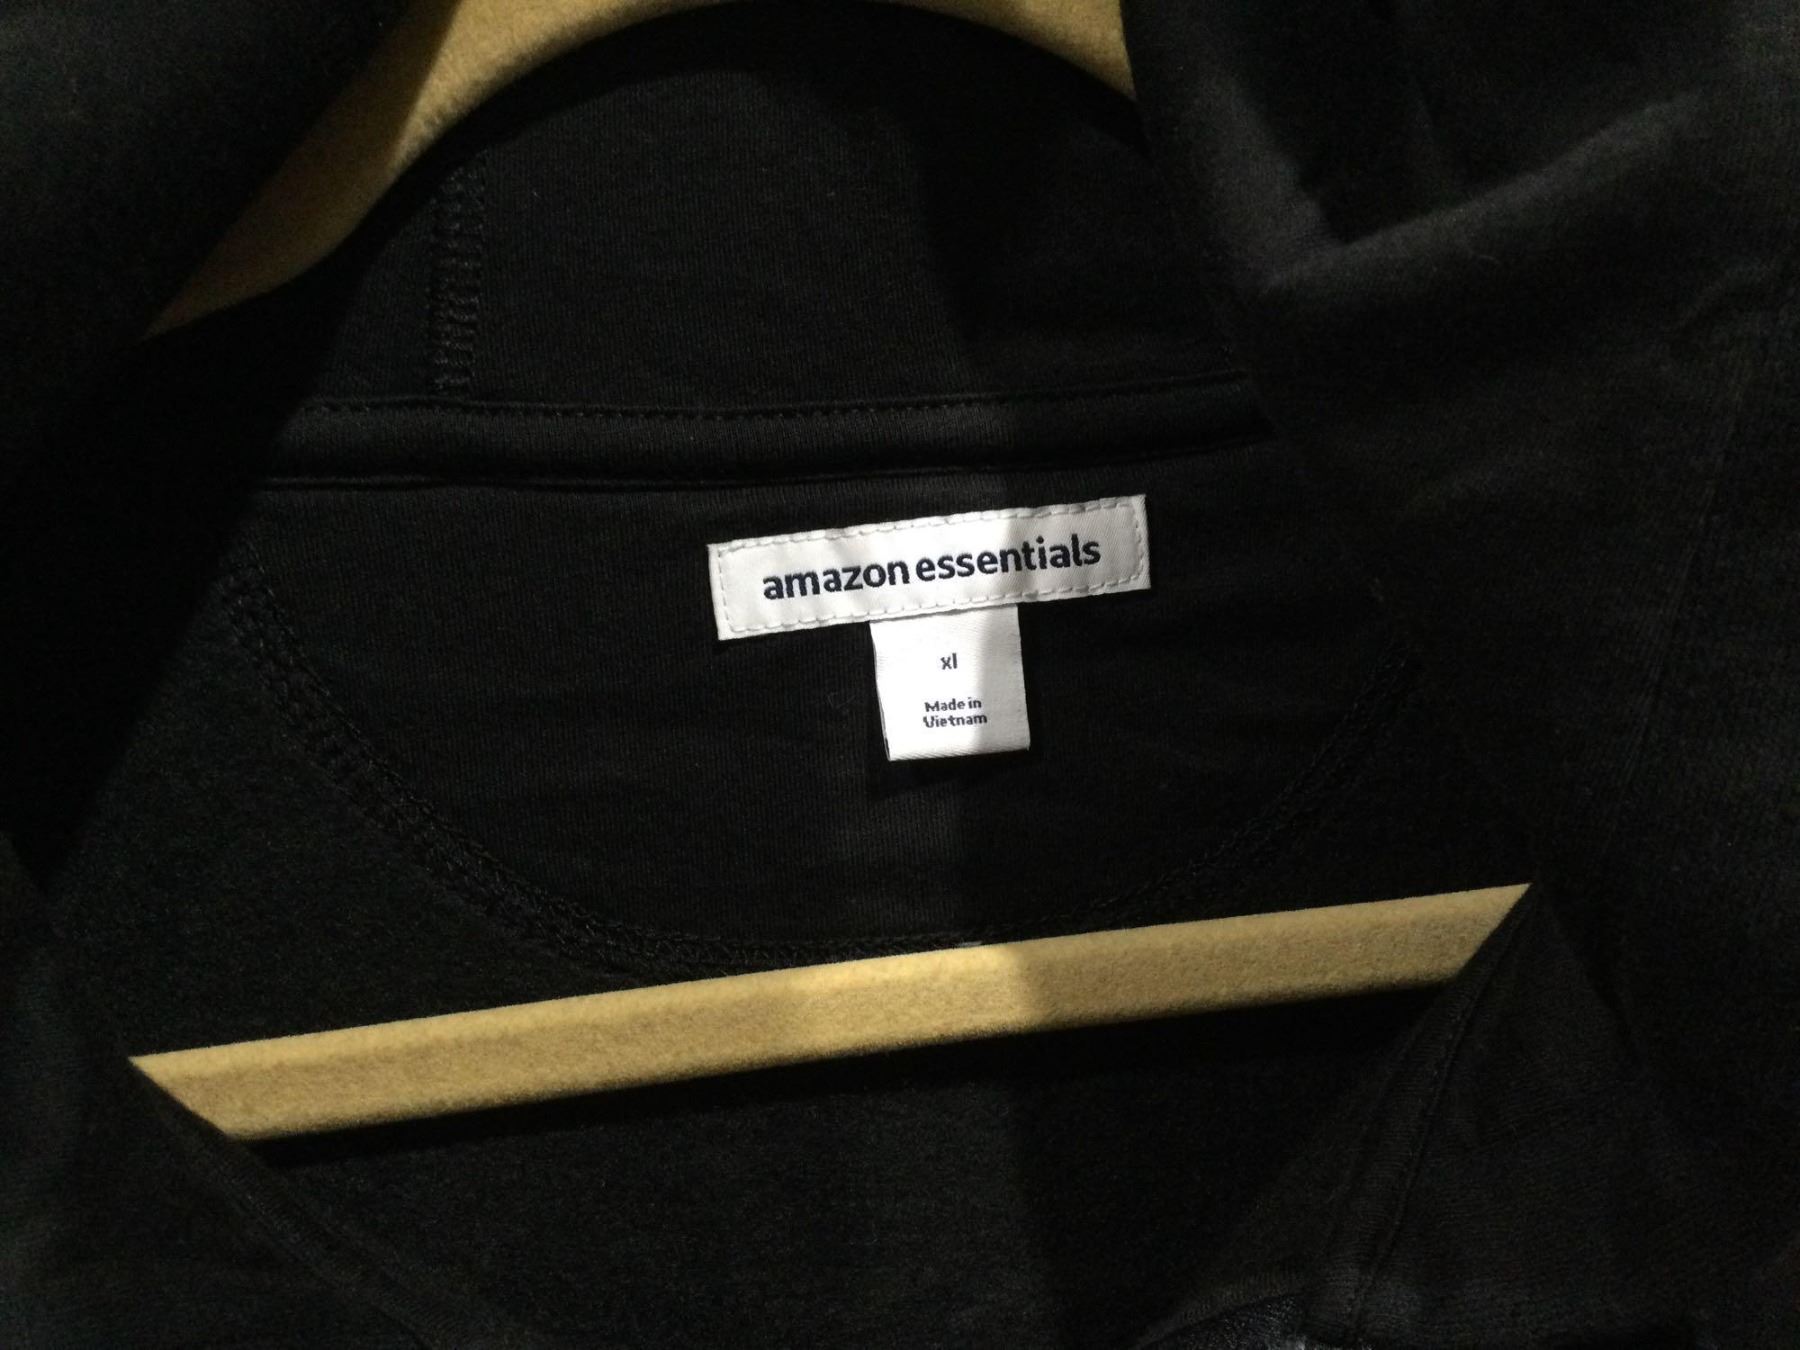 amazon essentials
xl
Made in
Vietnam